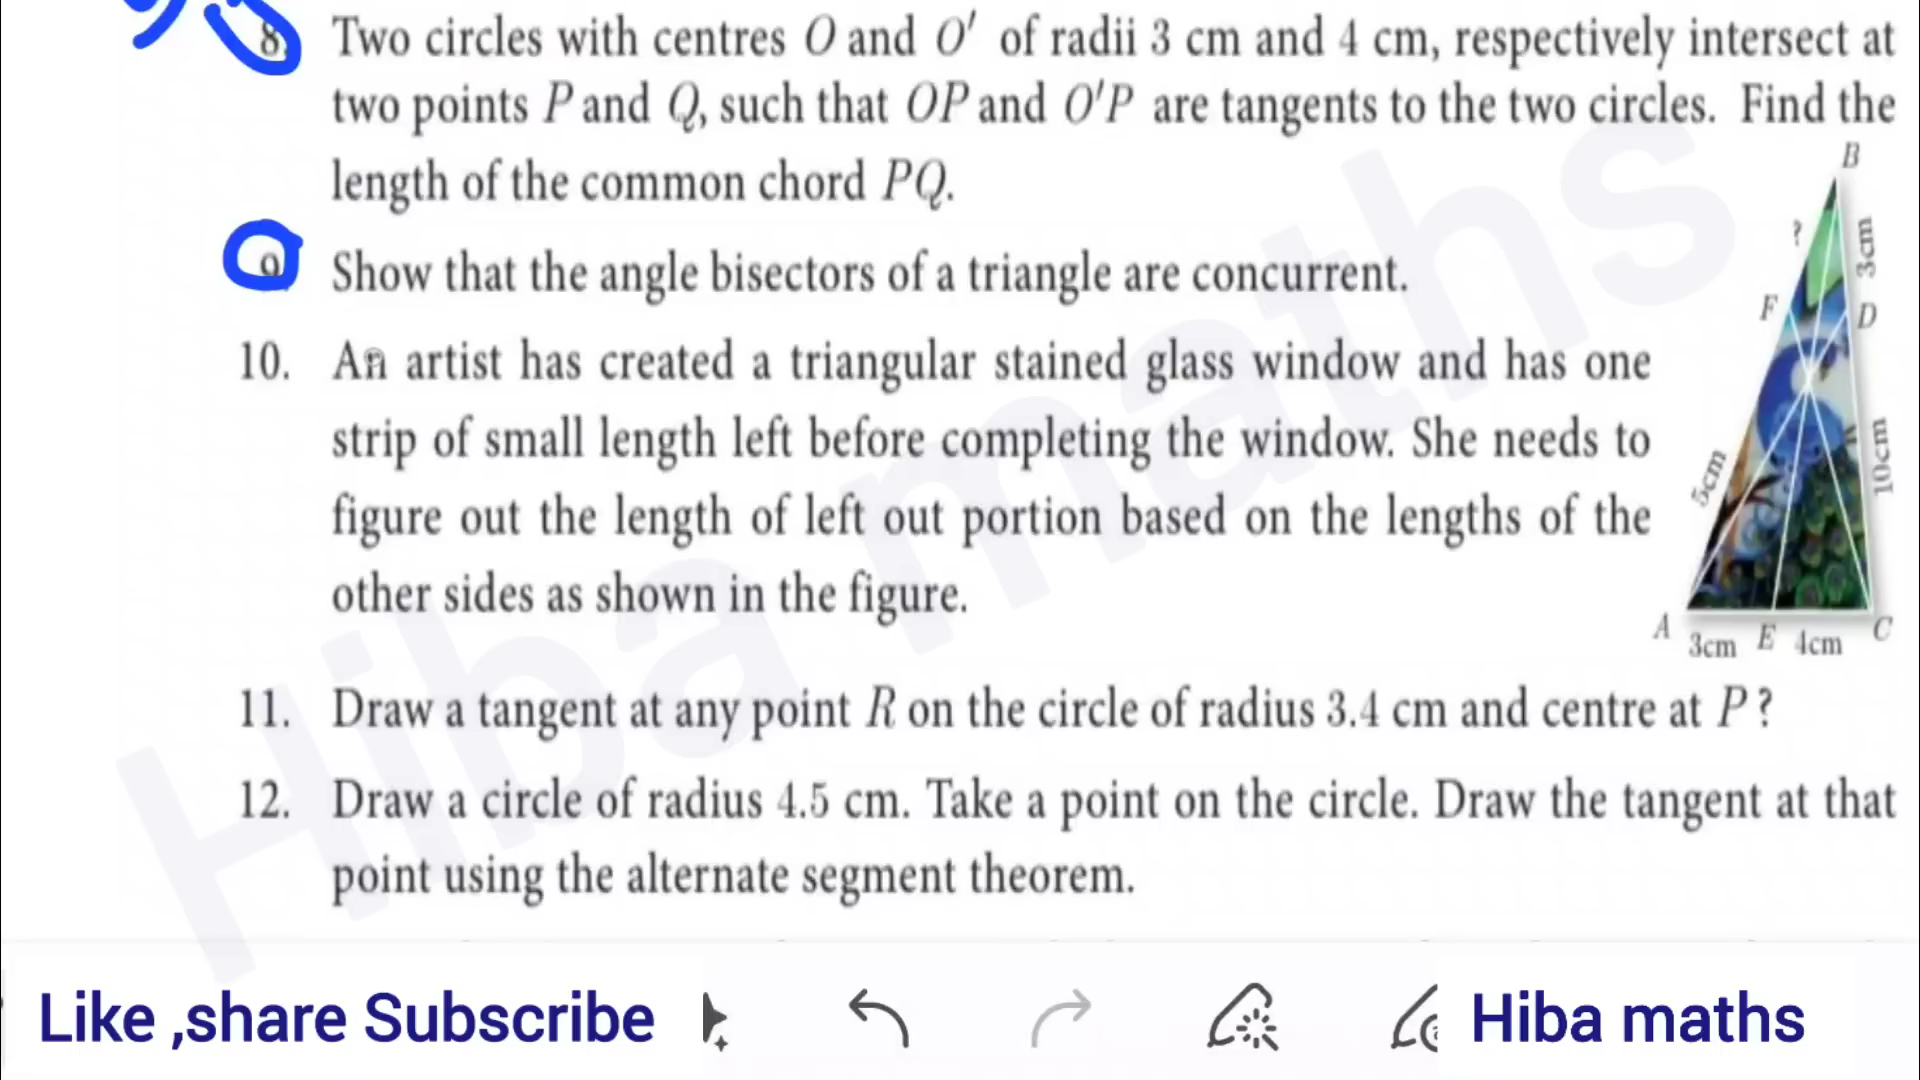 8. Two circles with centres O and O′ of radii 3 cm and 4 cm, respectively intersect at
two points P and Q, such that OP and O′P are tangents to the two circles. Find the
length of the common chord PQ.
9. Show that the angle bisectors of a triangle are concurrent.
10. An artist has created a triangular stained glass window and has one
strip of small length left before completing the window. She needs to
figure out the length of left out portion based on the lengths of the
other sides as shown in the figure.
B
?
3cm
F
D
5cm
10cm
A
3cm
E
4cm
C
11. Draw a tangent at any point R on the circle of radius 3.4 cm and centre at P ?
12. Draw a circle of radius 4.5 cm. Take a point on the circle. Draw the tangent at that
point using the alternate segment theorem.
Hiba maths
Like ,share Subscribe
Hiba maths